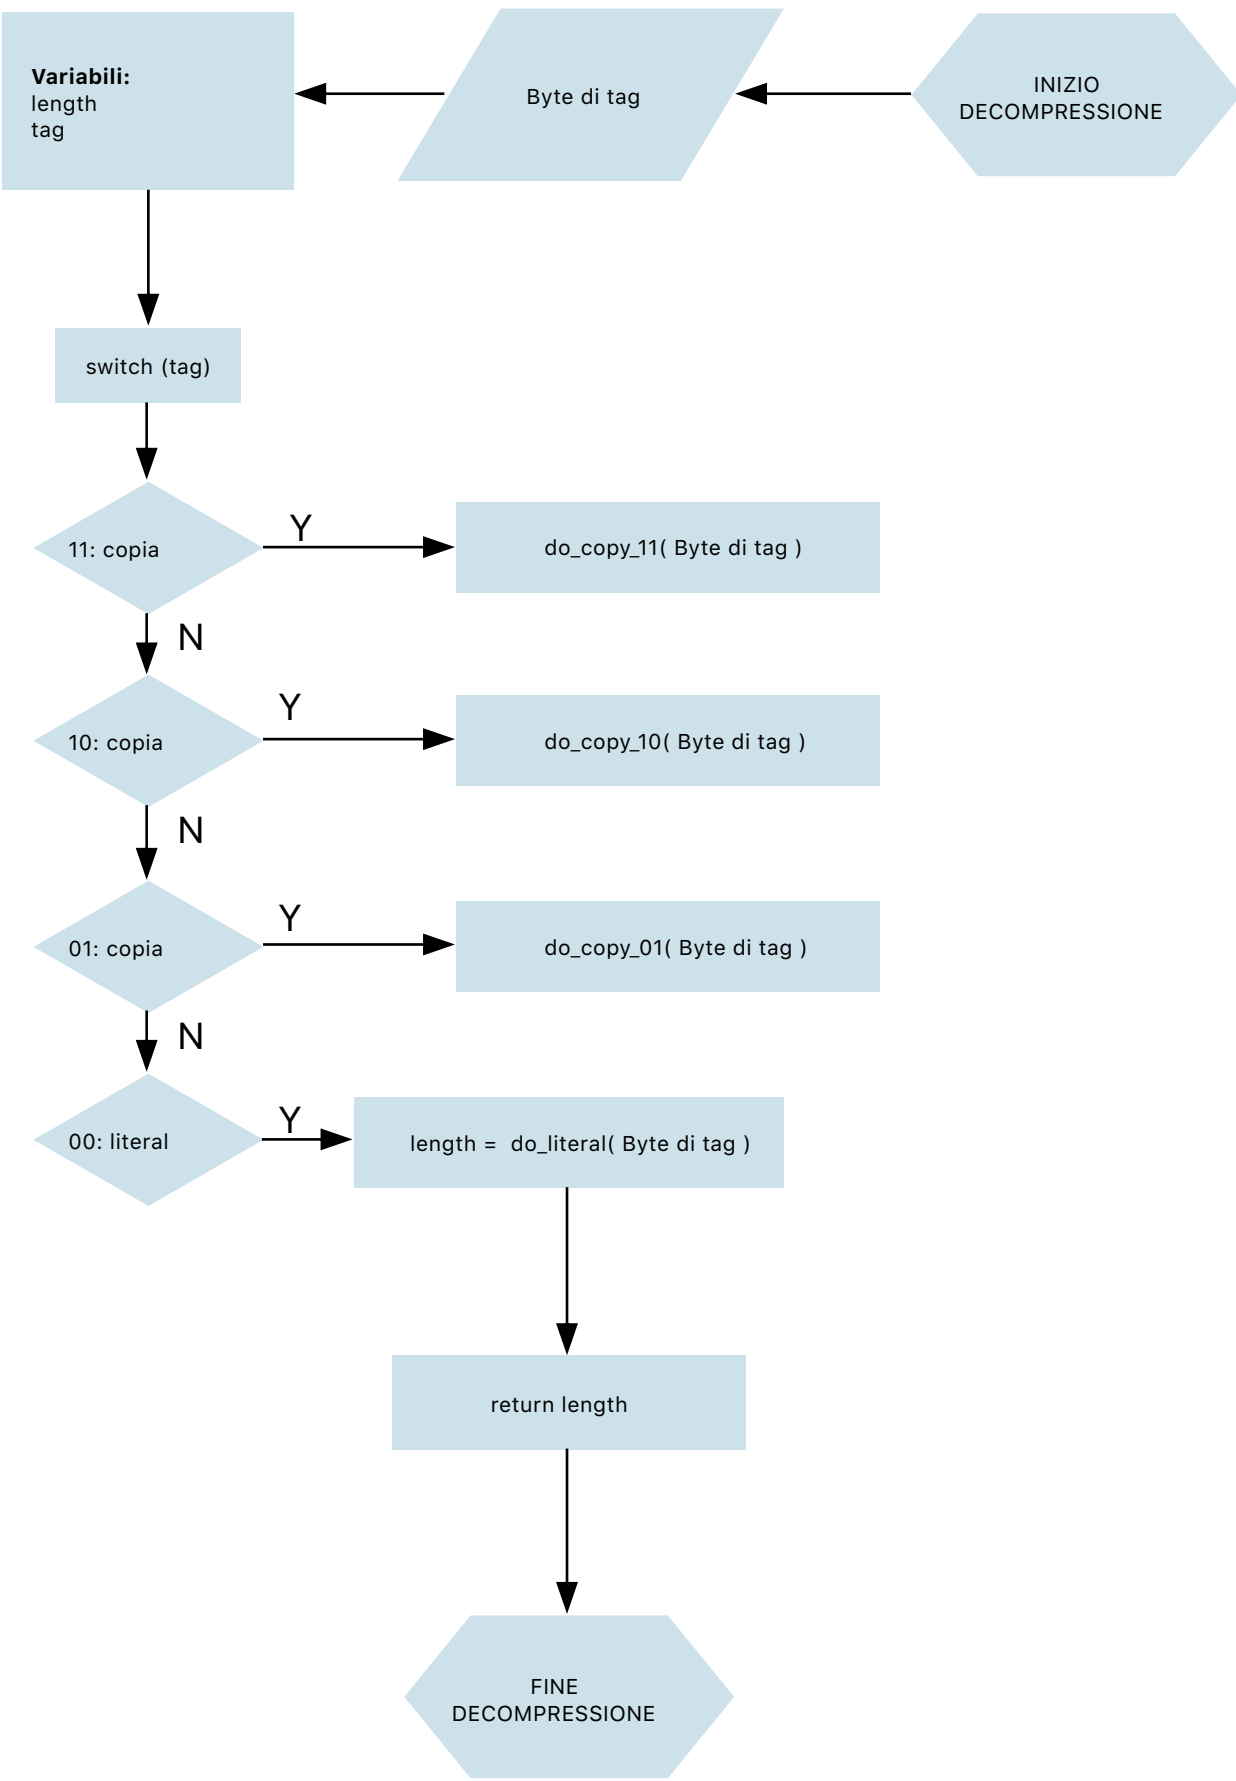 INIZIO
DECOMPRESSIONE
Byte di tag
Variabili:
length
tag
switch (tag)
11: copia
Y
do_copy_11( Byte di tag )
N
10: copia
Y
do_copy_10( Byte di tag )
N
01: copia
Y
do_copy_01( Byte di tag )
N
00: literal
Y
length =  do_literal( Byte di tag )
return length
FINE
DECOMPRESSIONE